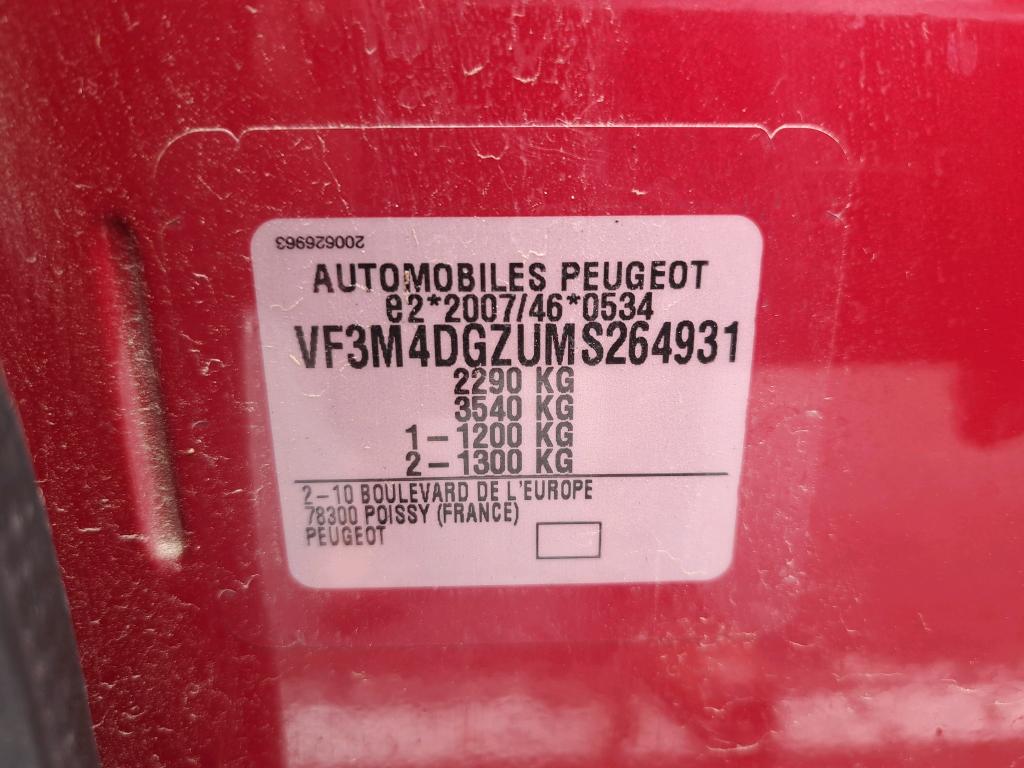 200626963
AUTOMOBILES PEUGEOT
e2*2007/46*0534
VF3M4DGZUMS264931
2290 KG
3540 KG
1-1200 KG
2-1300 KG
2-10 BOULEVARD DE L'EUROPE
78300 POISSY (FRANCE)
PEUGEOT